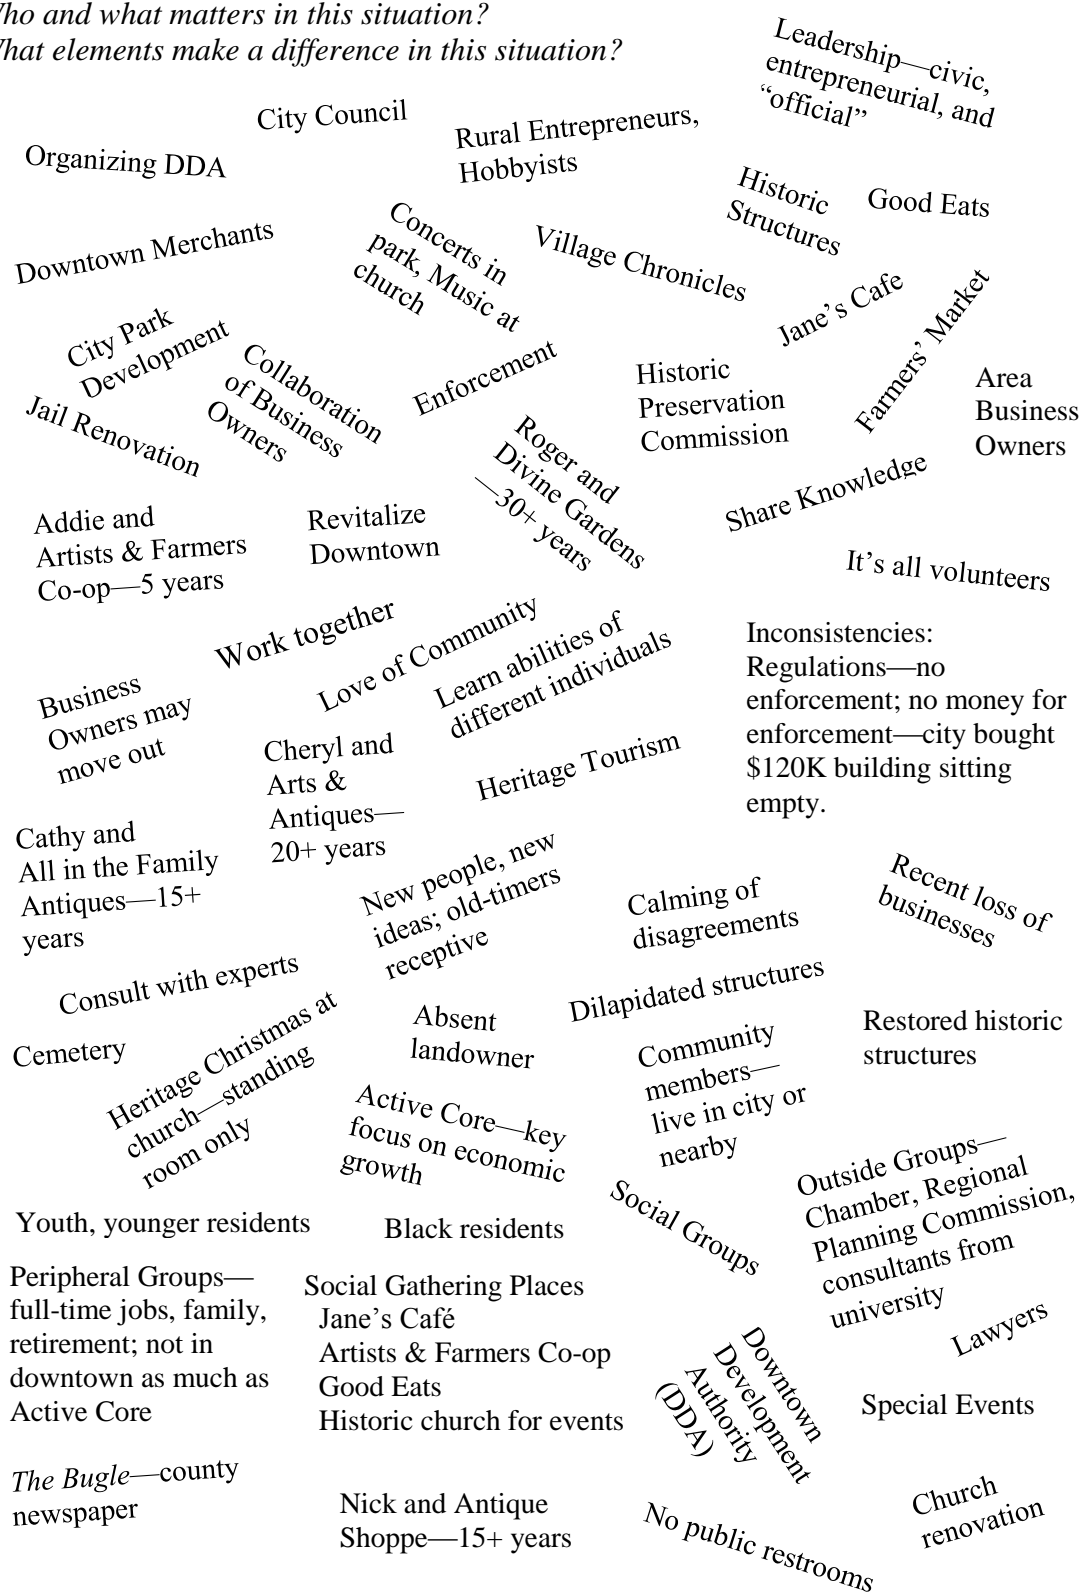 ho and what matters in this situation?
hat elements make a difference in this situation?
Leadership—civic,
entrepreneurial, and
“official”
City Council
Rural Entrepreneurs,
Hobbyists
Organizing DDA
Historic
Structures
Good Eats
Downtown Merchants
Concerts in
park, Music at
church
Village Chronicles
Jane’s Cafe
Farmers’ Market
City Park
Development
Collaboration
of Business
Owners
Enforcement
Historic
Preservation
Commission
Area
Business
Owners
Jail Renovation
Roger and
Divine Gardens
—30+ years
Share Knowledge
Addie and
Artists & Farmers
Co-op—5 years
Revitalize
Downtown
It’s all volunteers
Work together
Love of Community
Learn abilities of
different individuals
Inconsistencies:
Regulations—no
enforcement; no money for
enforcement—city bought
$120K building sitting
empty.
Business
Owners may
move out
Cheryl and
Arts &
Antiques—
20+ years
Heritage Tourism
Cathy and
All in the Family
Antiques—15+
years
New people, new
ideas; old-timers
receptive
Calming of
disagreements
Recent loss of
businesses
Consult with experts
Dilapidated structures
Cemetery
Heritage Christmas at
church—standing
room only
Absent
landowner
Community
members—
live in city or
nearby
Restored historic
structures
Active Core—key
focus on economic
growth
Outside Groups—
Chamber, Regional
Planning Commission,
consultants from
university
Social Groups
Youth, younger residents
Black residents
Peripheral Groups—
full-time jobs, family,
retirement; not in
downtown as much as
Active Core
Social Gathering Places
Jane’s Café
Artists & Farmers Co-op
Good Eats
Historic church for events
Downtown
Development
Authority
(DDA)
Lawyers
Special Events
The Bugle—county
newspaper
Nick and Antique
Shoppe—15+ years
No public restrooms
Church
renovation